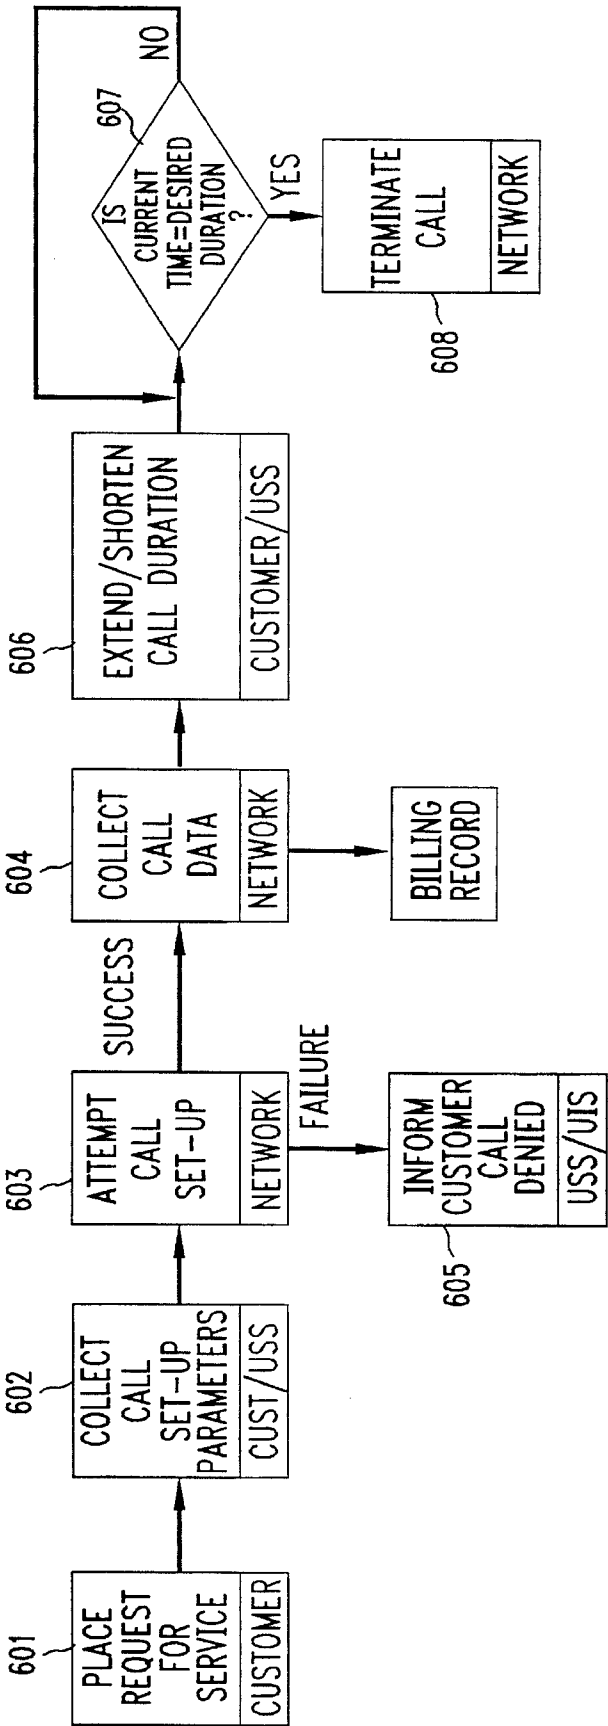 601
PLACE
REQUEST
FOR
SERVICE
CUSTOMER
602
COLLECT
CALL
SET-UP
PARAMETERS
CUST/USS
603
ATTEMPT
CALL
SET-UP
NETWORK
SUCCESS
FAILURE
605
INFORM
CUSTOMER
CALL
DENIED
USS/UIS
604
COLLECT
CALL
DATA
NETWORK
BILLING
RECORD
606
EXTEND/SHORTEN
CALL DURATION
CUSTOMER/USS
607
IS
CURRENT
TIME=DESIRED
DURATION
?
NO
YES
608
TERMINATE
CALL
NETWORK